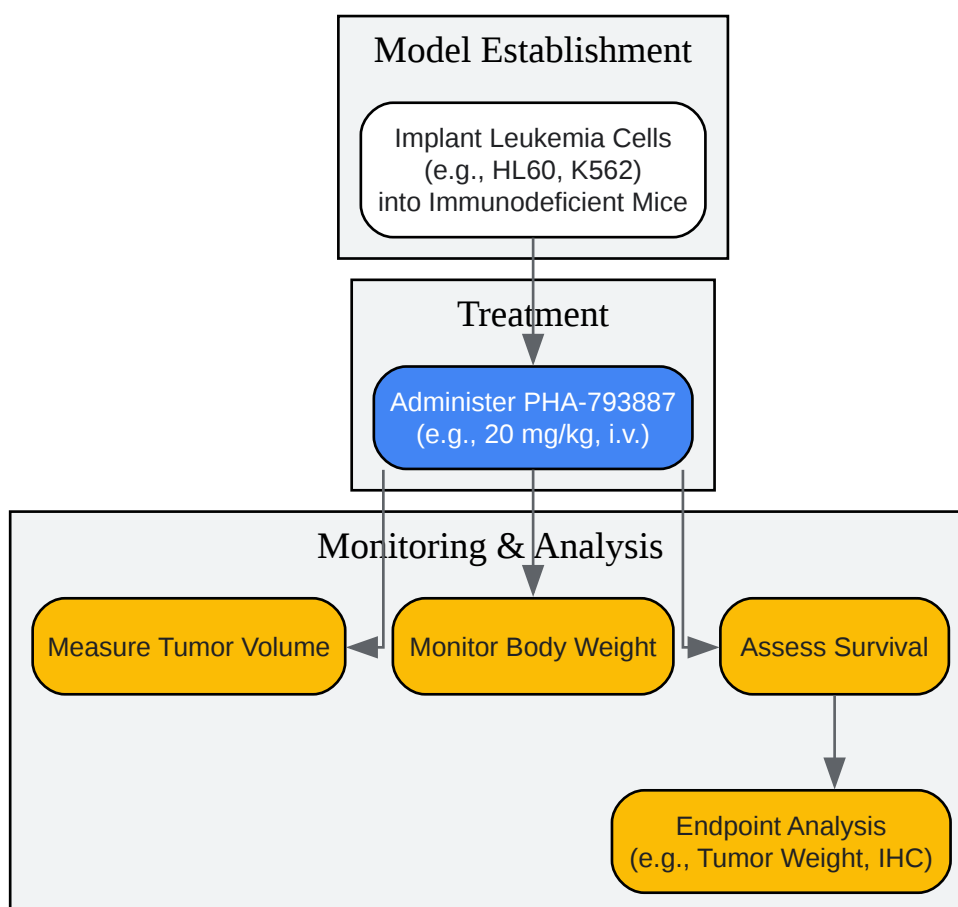 Model Establishment
Implant Leukemia Cells
(e.g., HL60, K562)
into Immunodeficient Mice
Treatment
Administer PHA-793887
(e.g., 20 mg/kg, i.v.)
Monitoring & Analysis
Measure Tumor Volume
Monitor Body Weight
Assess Survival
Endpoint Analysis
(e.g., Tumor Weight, IHC)